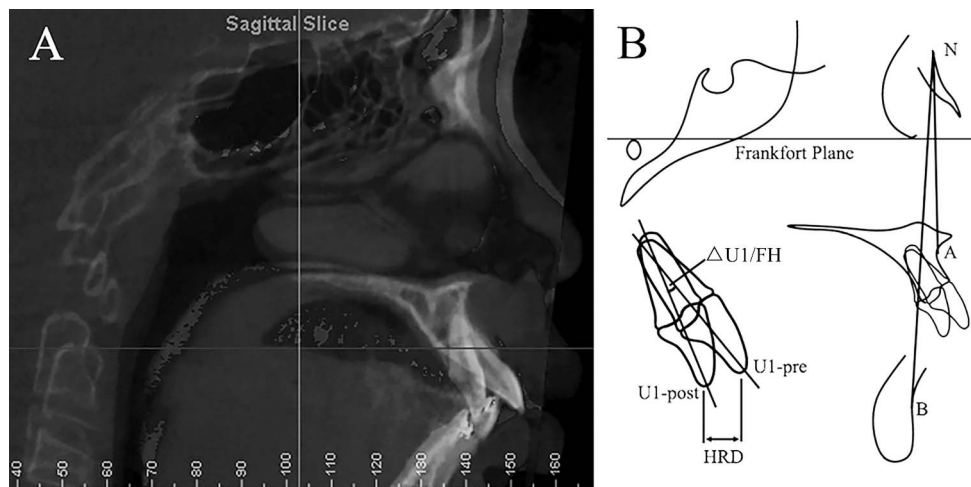 A
Sagittal Slice
40 50 60 70 80 90 100 110 120 130 140 150 160
B
N
Frankfort Plane
A
△U1/FH
U1-pre
U1-post
B
HRD